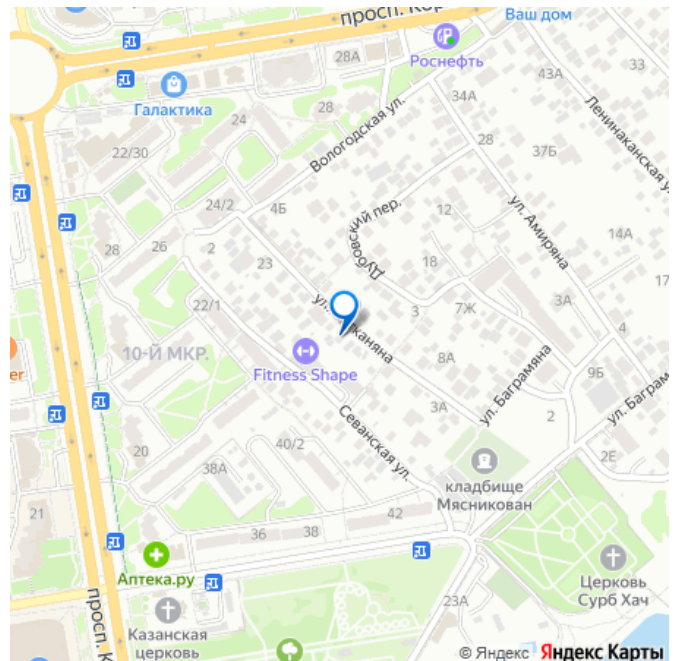 просп. Кор
Ваш дом
Роснефть
28А
33
43А
Галактика
34А
28
24
Вологодская ул.
Ленинаканская у
22/30
28
37Б
24/2
4Б
Дубовский пер.
12
ул. Амиряна
28
26
2
14А
23
18
17
22/1
ул.
каняна
3
7Ж
3А
4
10-Й МКР.
8А
9Б
er
Fitness Shape
ул. Баграмяна
ул. Баграм
3А
2
Севанская ул.
20
40/2
38А
кладбище
Мясникован
2Е
21
42
36
38
Аптека.ру
просп. К
Церковь
Сурб Хач
23А
Казанская
церковь
© Яндекс Яндекс Карты